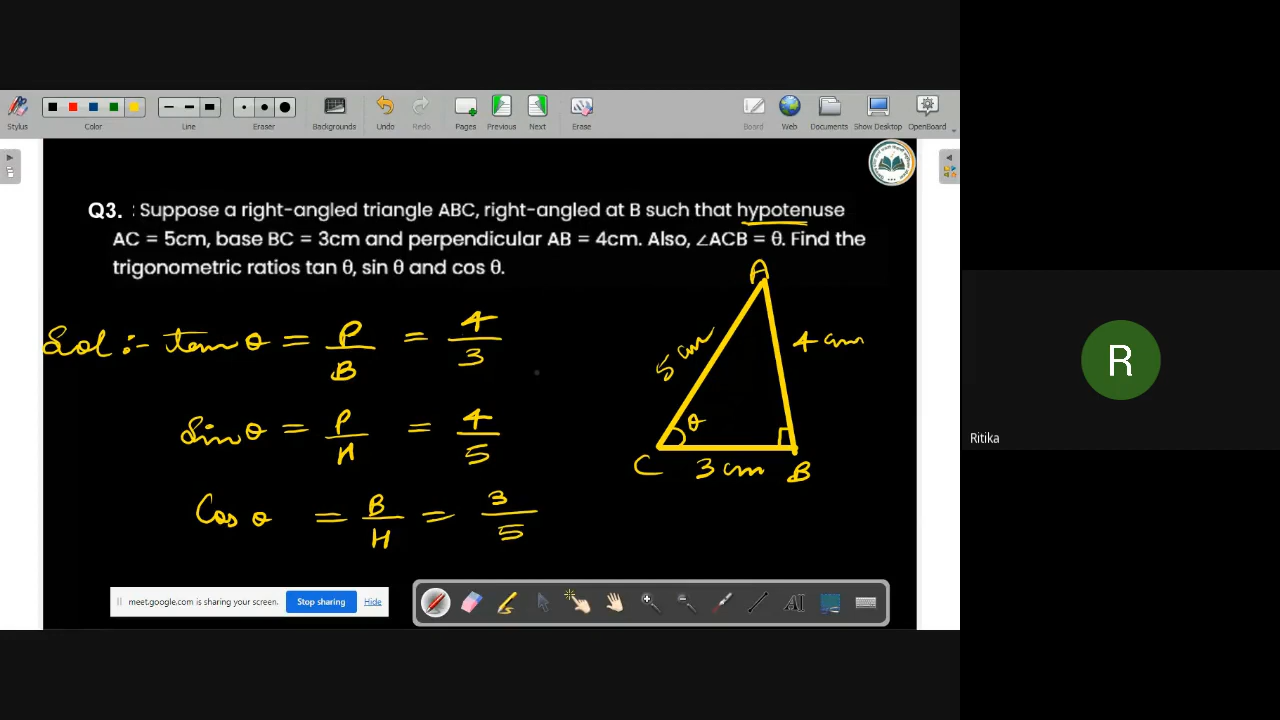 Stylus Color Line Eraser Backgrounds Undo Redo Pages Previous Next Erase Board Web Documents Show Desktop OpenBoard
Q3. : Suppose a right-angled triangle ABC, right-angled at B such that hypotenuse
AC = 5cm, base BC = 3cm and perpendicular AB = 4cm. Also, ∠ACB = θ. Find the
trigonometric ratios tan θ, sin θ and cos θ.
A
Sol :- tan θ = P/B = 4/3
5 cm
4 cm
sin θ = P/H = 4/5
θ
C 3 cm B
Cos θ = B/H = 3/5
meet.google.com is sharing your screen. Stop sharing Hide
AI
R
Ritika